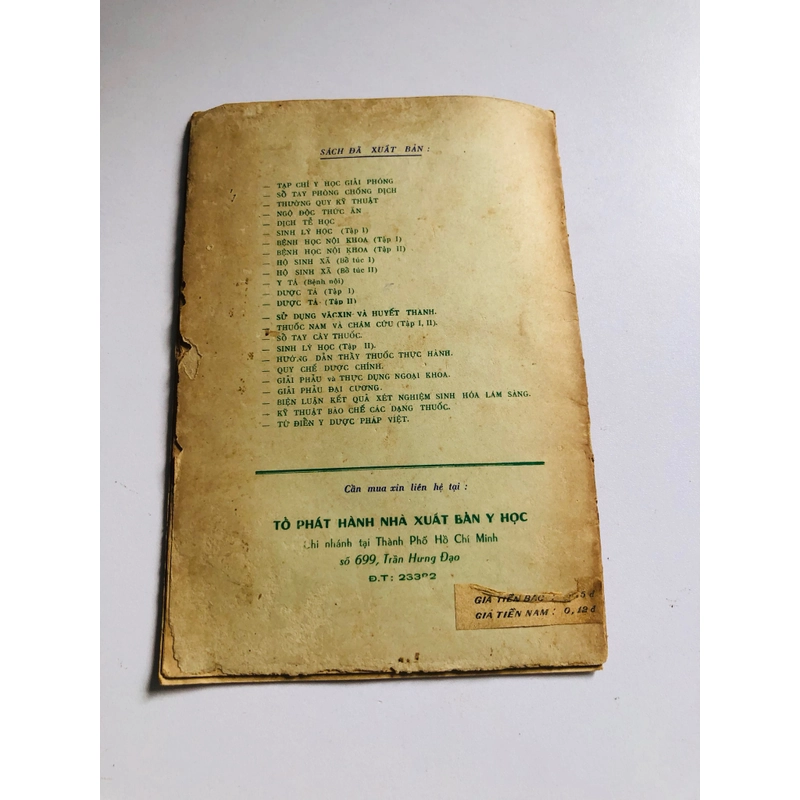 SÁCH ĐÃ XUẤT BẢN :
— TẠP CHÍ Y HỌC GIẢI PHÓNG
— SỔ TAY PHÒNG CHỐNG DỊCH
— THƯỜNG QUY KỸ THUẬT
— NGỘ ĐỘC THỨC ĂN
— DỊCH TỄ HỌC
— SINH LÝ HỌC (Tập I)
— BỆNH HỌC NỘI KHOA (Tập I)
— BỆNH HỌC NỘI KHOA (Tập II)
— HỘ SINH XÃ (Bổ túc I)
— HỘ SINH XÃ (Bổ túc II)
— Y TÁ (Bệnh nội)
— DƯỢC TÁ (Tập I)
— DƯỢC TÁ (Tập II)
— SỬ DỤNG VÁCXIN VÀ HUYẾT THANH.
— THUỐC NAM VÀ CHÂM CỨU (Tập I, II).
— SỔ TAY CÂY THUỐC.
— SINH LÝ HỌC (Tập II).
— HƯỚNG DẪN THẦY THUỐC THỰC HÀNH.
— QUY CHẾ DƯỢC CHÍNH.
— GIẢI PHẪU và THỰC DỤNG NGOẠI KHOA.
— GIẢI PHẪU ĐẠI CƯƠNG.
— BIỆN LUẬN KẾT QUẢ XÉT NGHIỆM SINH HÓA LÂM SÀNG.
— KỸ THUẬT BÀO CHẾ CÁC DẠNG THUỐC.
— TỪ ĐIỂN Y DƯỢC PHÁP VIỆT.
Cần mua xin liên hệ tại :
TỔ PHÁT HÀNH NHÀ XUẤT BẢN Y HỌC
hi nhánh tại Thành Phố Hồ Chí Minh
số 699, Trần Hưng Đạo
Đ.T :
GIÁ TIỀN
GIÁ TIỀN NAM : 0,12đ